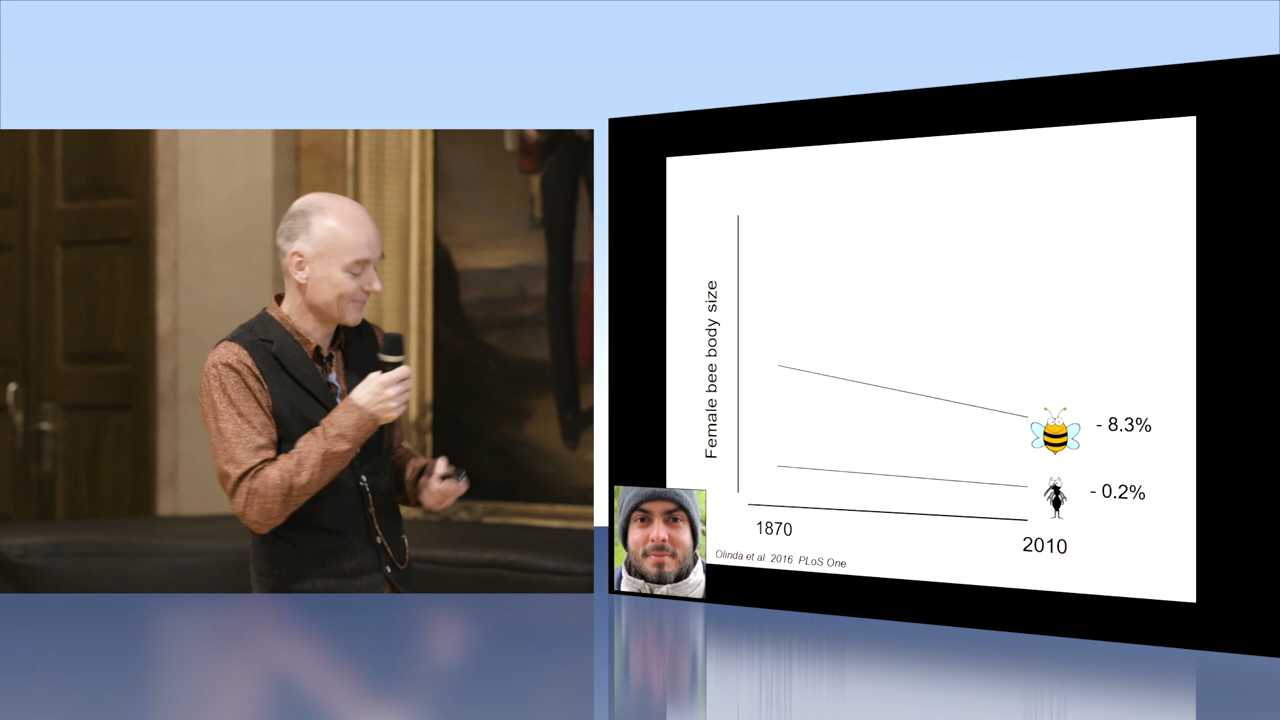 Female bee body size
- 8.3%
- 0.2%
1870
2010
Olinda et al. 2016. PLoS One